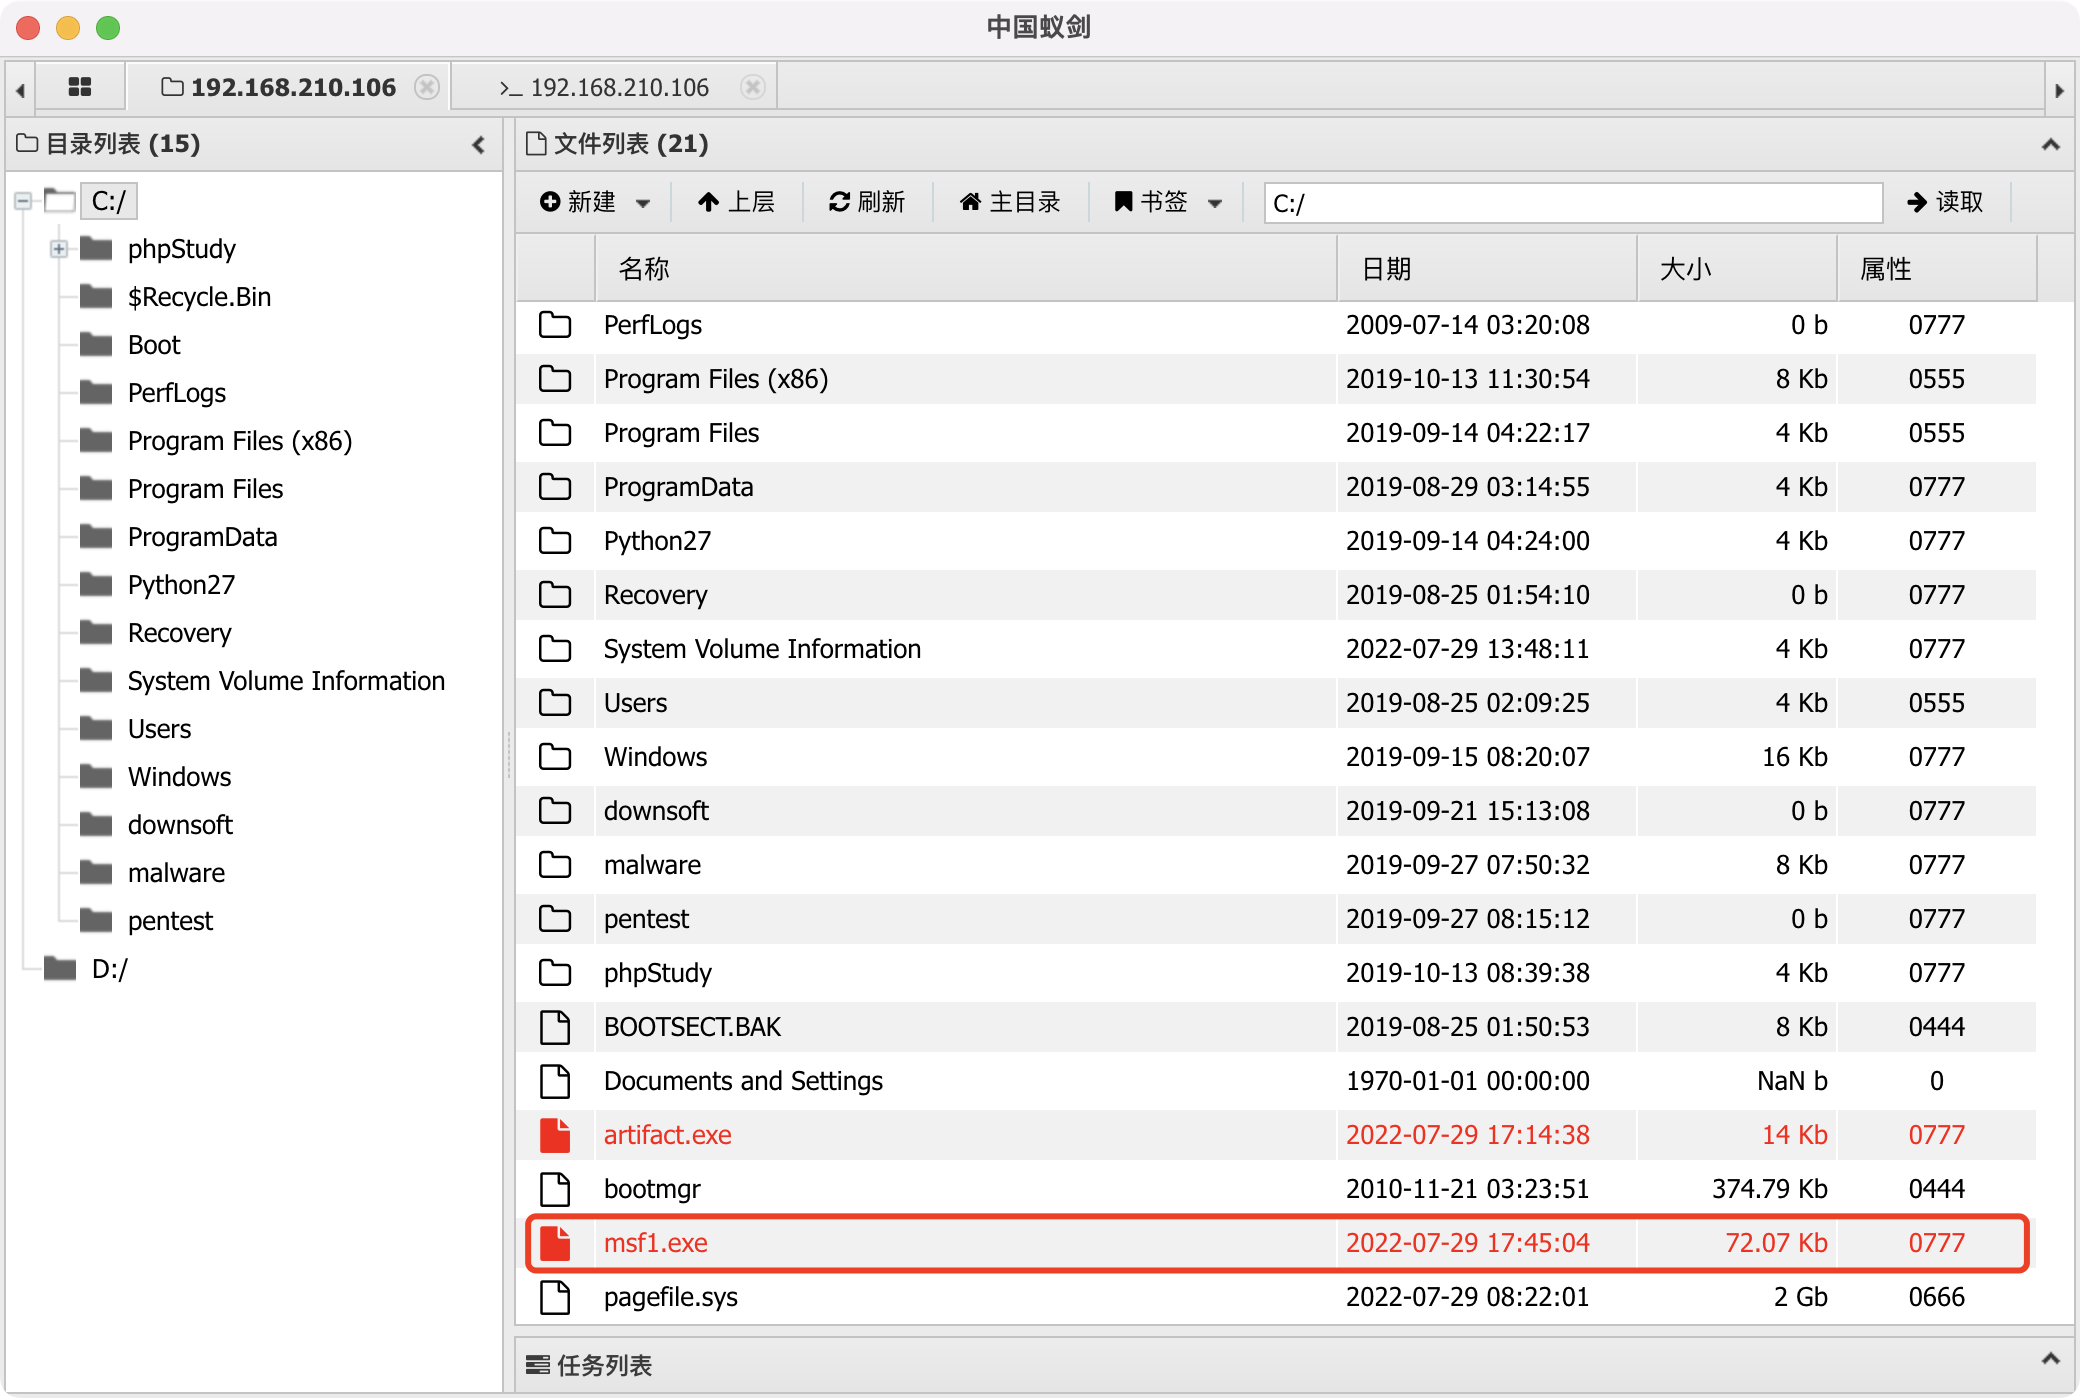 中国蚁剑
192.168.210.106
>_ 192.168.210.106
目录列表 (15)
C:/
phpStudy
$Recycle.Bin
Boot
PerfLogs
Program Files (x86)
Program Files
ProgramData
Python27
Recovery
System Volume Information
Users
Windows
downsoft
malware
pentest
D:/
文件列表 (21)
新建 上层 刷新 主目录 书签 C:/ 读取
名称 日期 大小 属性
PerfLogs 2009-07-14 03:20:08 0 b 0777
Program Files (x86) 2019-10-13 11:30:54 8 Kb 0555
Program Files 2019-09-14 04:22:17 4 Kb 0555
ProgramData 2019-08-29 03:14:55 4 Kb 0777
Python27 2019-09-14 04:24:00 4 Kb 0777
Recovery 2019-08-25 01:54:10 0 b 0777
System Volume Information 2022-07-29 13:48:11 4 Kb 0777
Users 2019-08-25 02:09:25 4 Kb 0555
Windows 2019-09-15 08:20:07 16 Kb 0777
downsoft 2019-09-21 15:13:08 0 b 0777
malware 2019-09-27 07:50:32 8 Kb 0777
pentest 2019-09-27 08:15:12 0 b 0777
phpStudy 2019-10-13 08:39:38 4 Kb 0777
BOOTSECT.BAK 2019-08-25 01:50:53 8 Kb 0444
Documents and Settings 1970-01-01 00:00:00 NaN b 0
artifact.exe 2022-07-29 17:14:38 14 Kb 0777
bootmgr 2010-11-21 03:23:51 374.79 Kb 0444
msf1.exe 2022-07-29 17:45:04 72.07 Kb 0777
pagefile.sys 2022-07-29 08:22:01 2 Gb 0666
任务列表